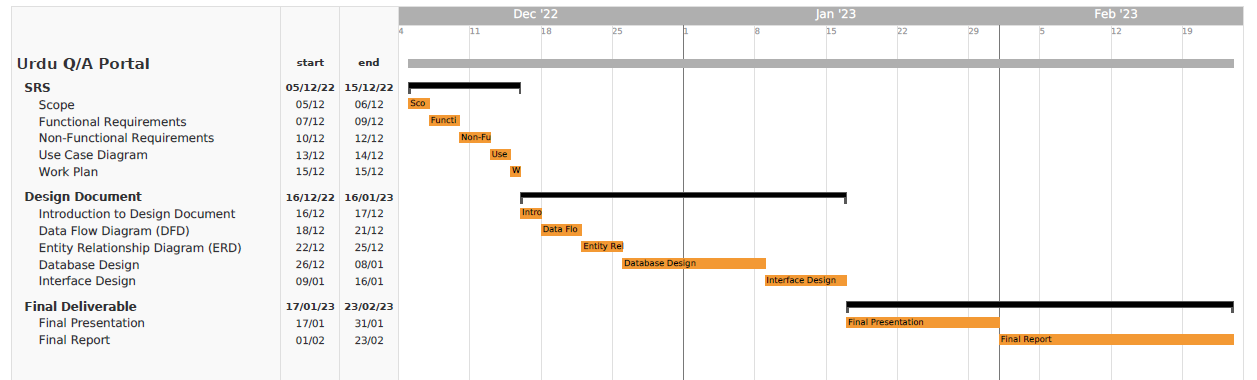 Dec '22 Jan '23 Feb '23
4 11 18 25 1 8 15 22 29 5 12 19
Urdu Q/A Portal start end
SRS 05/12/22 15/12/22
Scope 05/12 06/12 Sco
Functional Requirements 07/12 09/12 Functi
Non-Functional Requirements 10/12 12/12 Non-Fu
Use Case Diagram 13/12 14/12 Use
Work Plan 15/12 15/12 W
Design Document 16/12/22 16/01/23
Introduction to Design Document 16/12 17/12 Intro
Data Flow Diagram (DFD) 18/12 21/12 Data Flo
Entity Relationship Diagram (ERD) 22/12 25/12 Entity Re
Database Design 26/12 08/01 Database Design
Interface Design 09/01 16/01 Interface Design
Final Deliverable 17/01/23 23/02/23
Final Presentation 17/01 31/01 Final Presentation
Final Report 01/02 23/02 Final Report